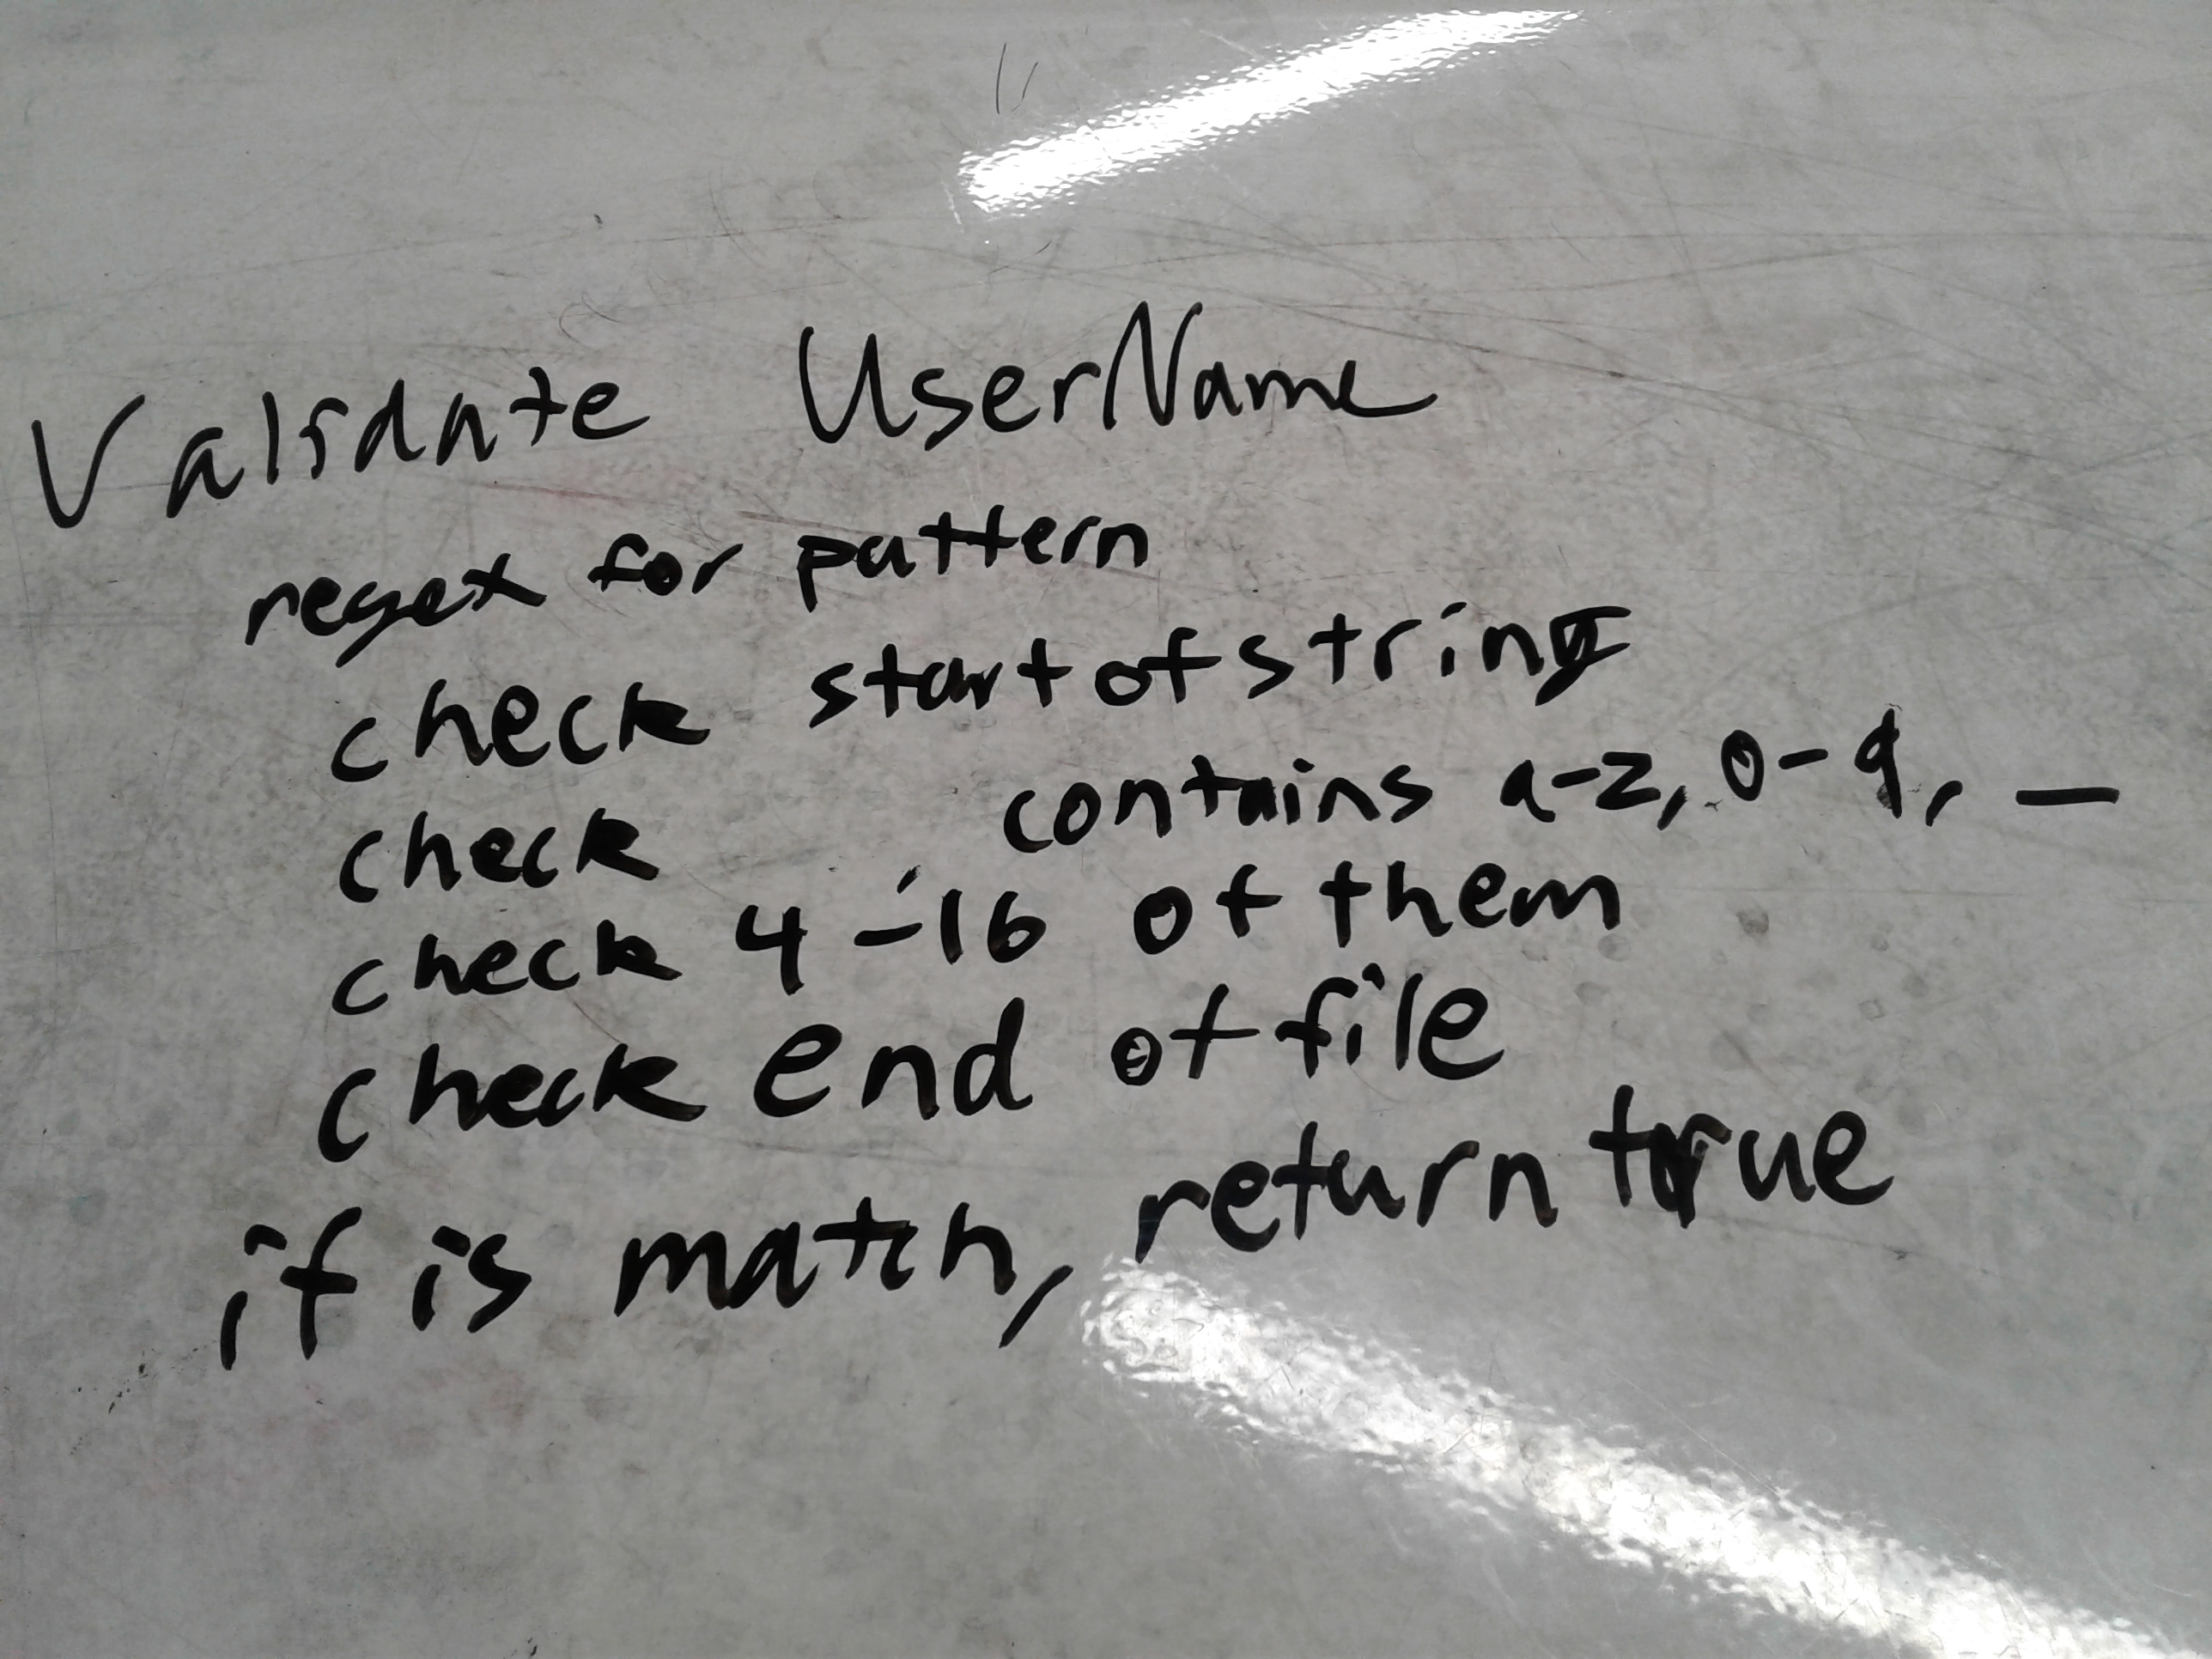 Validate UserName
regex for pattern
check start of string
check contains a-z, 0-9, _
check 4-16 of them
check end of file
if is match, return true